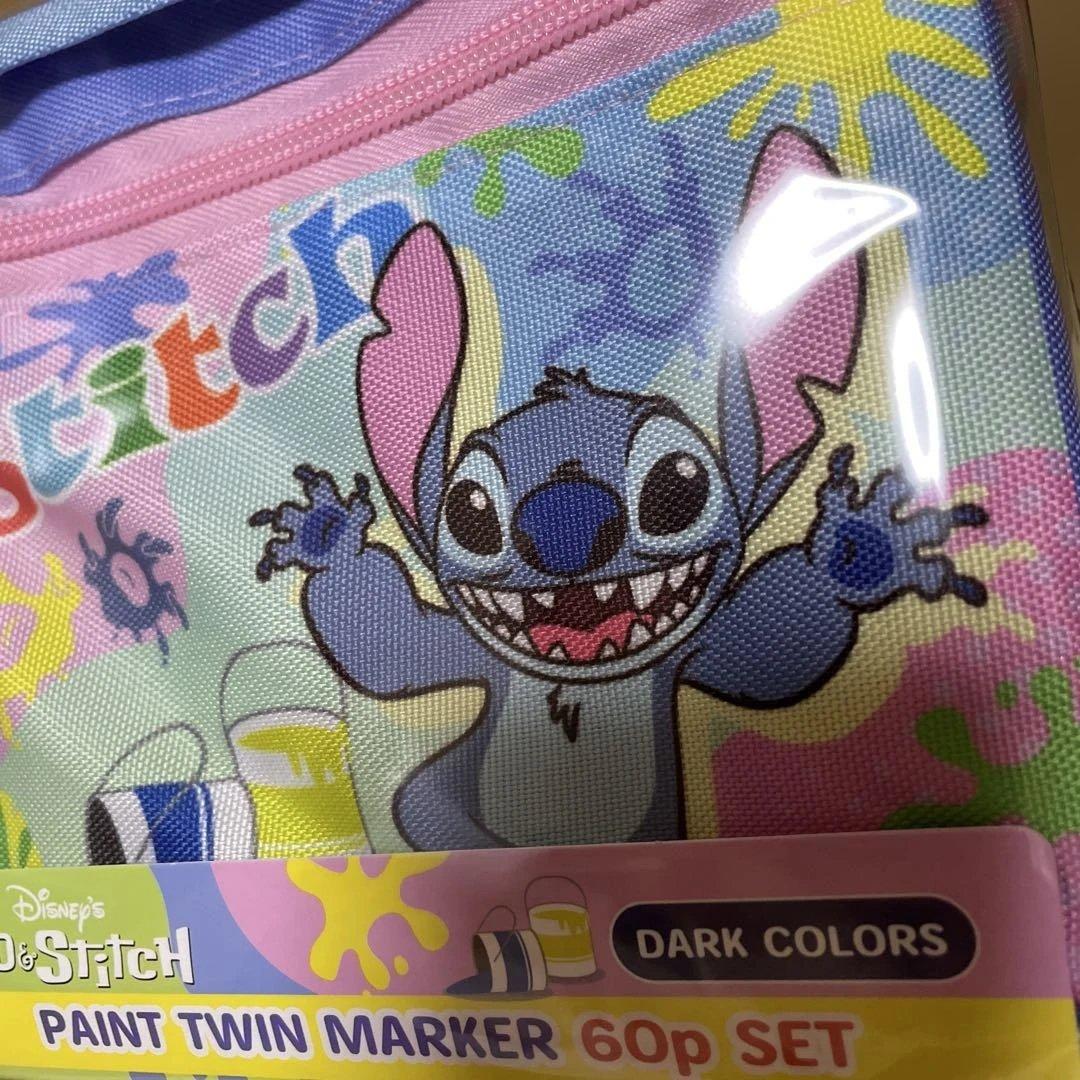 stitch
Disney's
O&Stitch
DARK COLORS
PAINT TWIN MARKER 60p SET